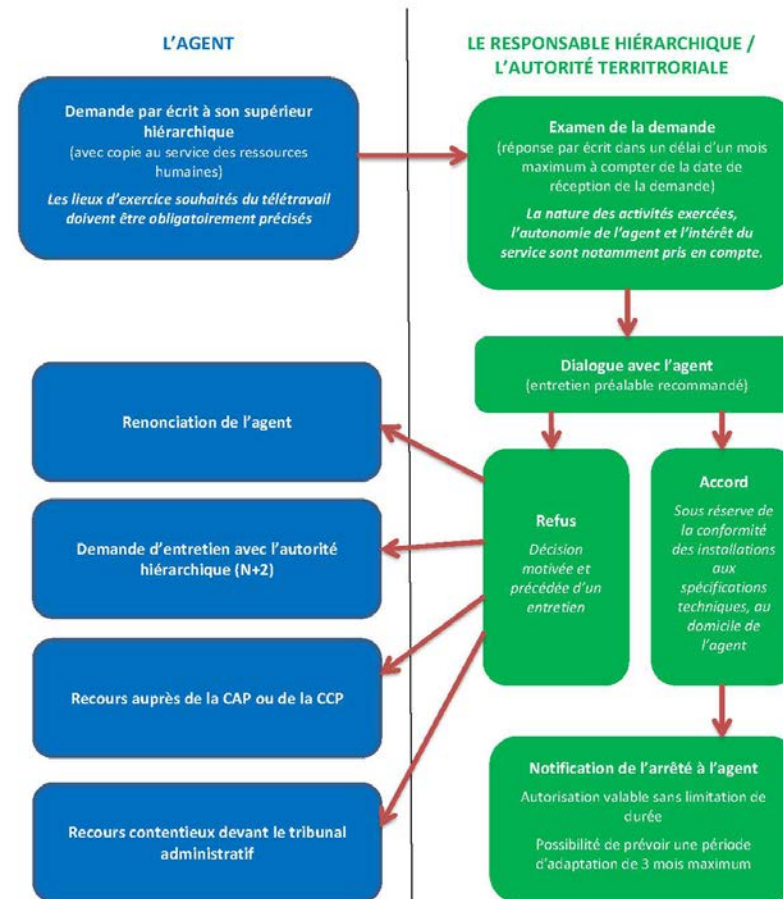 L'AGENT
LE RESPONSABLE HIÉRARCHIQUE /
L'AUTORITÉ TERRITRORIALE
Demande par écrit à son supérieur
hiérarchique
(avec copie au service des ressources
humaines)
Les lieux d'exercice souhaités du télétravail
doivent être obligatoirement précisés
Examen de la demande
(réponse par écrit dans un délai d'un mois
maximum à compter de la date de
réception de la demande)
La nature des activités exercées,
l'autonomie de l'agent et l'intérêt du
service sont notamment pris en compte.
Dialogue avec l'agent
(entretien préalable recommandé)
Renonciation de l'agent
Demande d'entretien avec l'autorité
hiérarchique (N+2)
Recours auprès de la CAP ou de la CCP
Recours contentieux devant le tribunal
administratif
Refus
Décision
motivée et
précédée d'un
entretien
Accord
Sous réserve de
la conformité
des installations
aux
spécifications
techniques, au
domicile de
l'agent
Notification de l'arrêté à l'agent
Autorisation valable sans limitation de
durée
Possibilité de prévoir une période
d'adaptation de 3 mois maximum